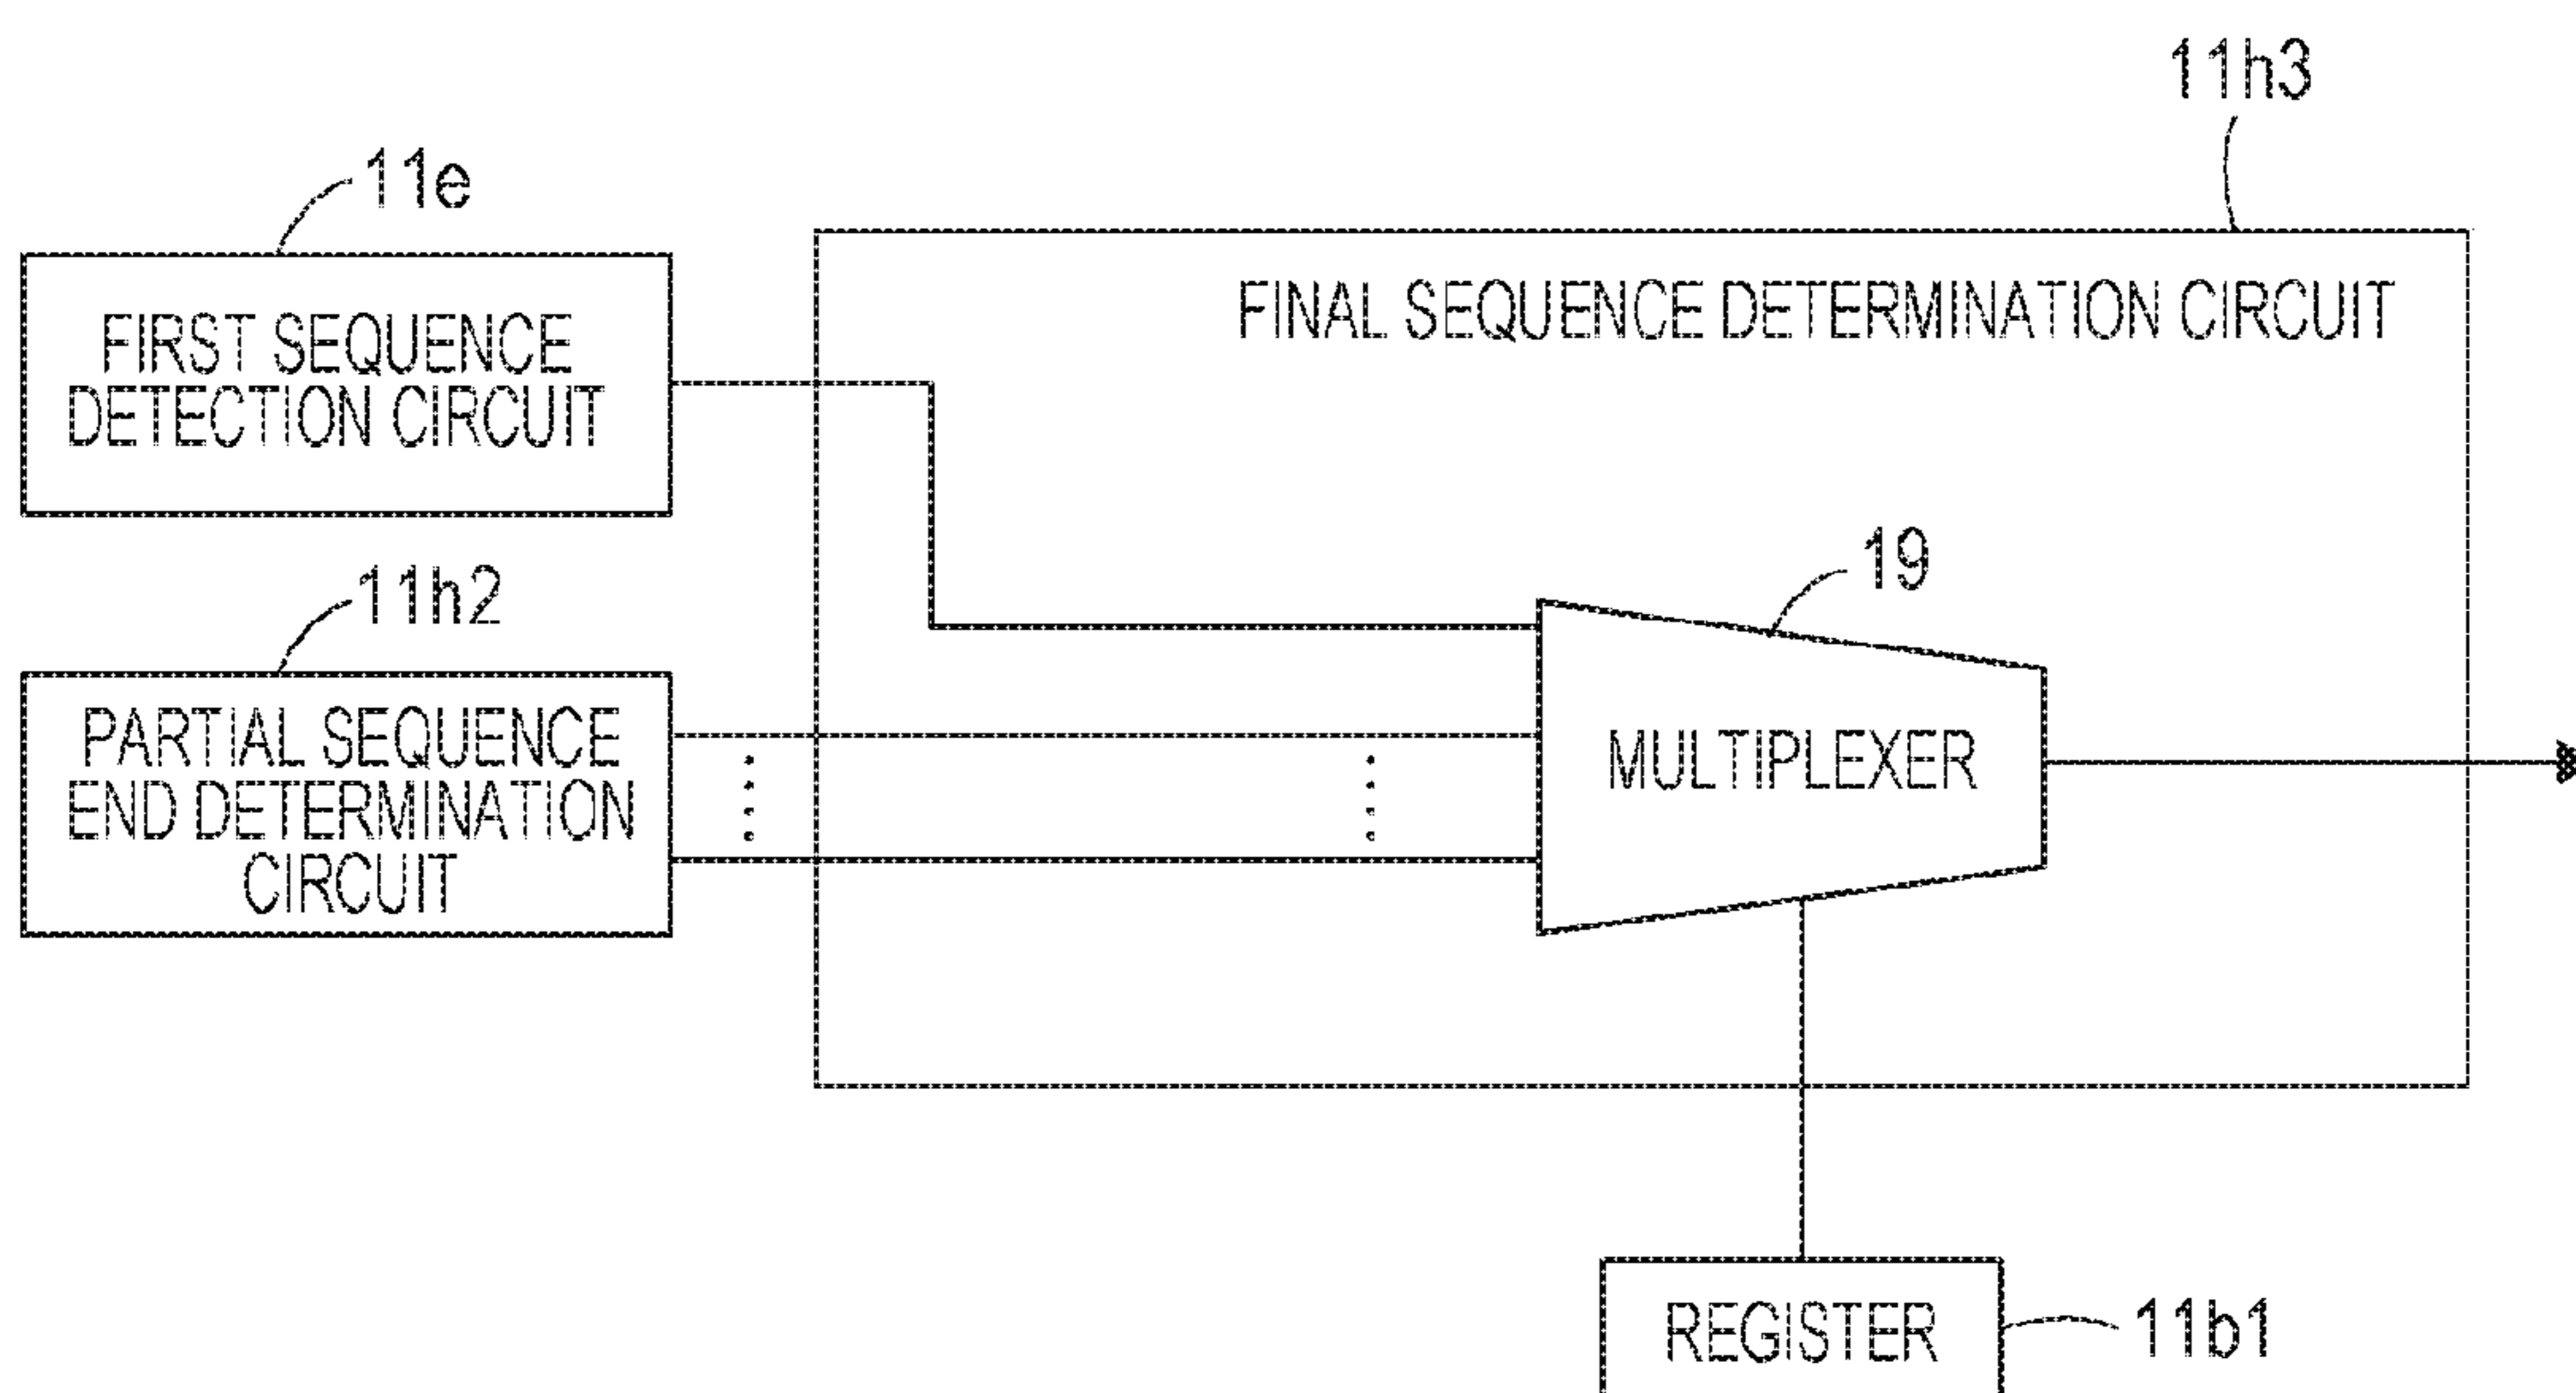 11h3
11e
FINAL SEQUENCE DETERMINATION CIRCUIT
FIRST SEQUENCE
DETECTION CIRCUIT
19
11h2
PARTIAL SEQUENCE
END DETERMINATION
CIRCUIT
MULTIPLEXER
REGISTER
11b1